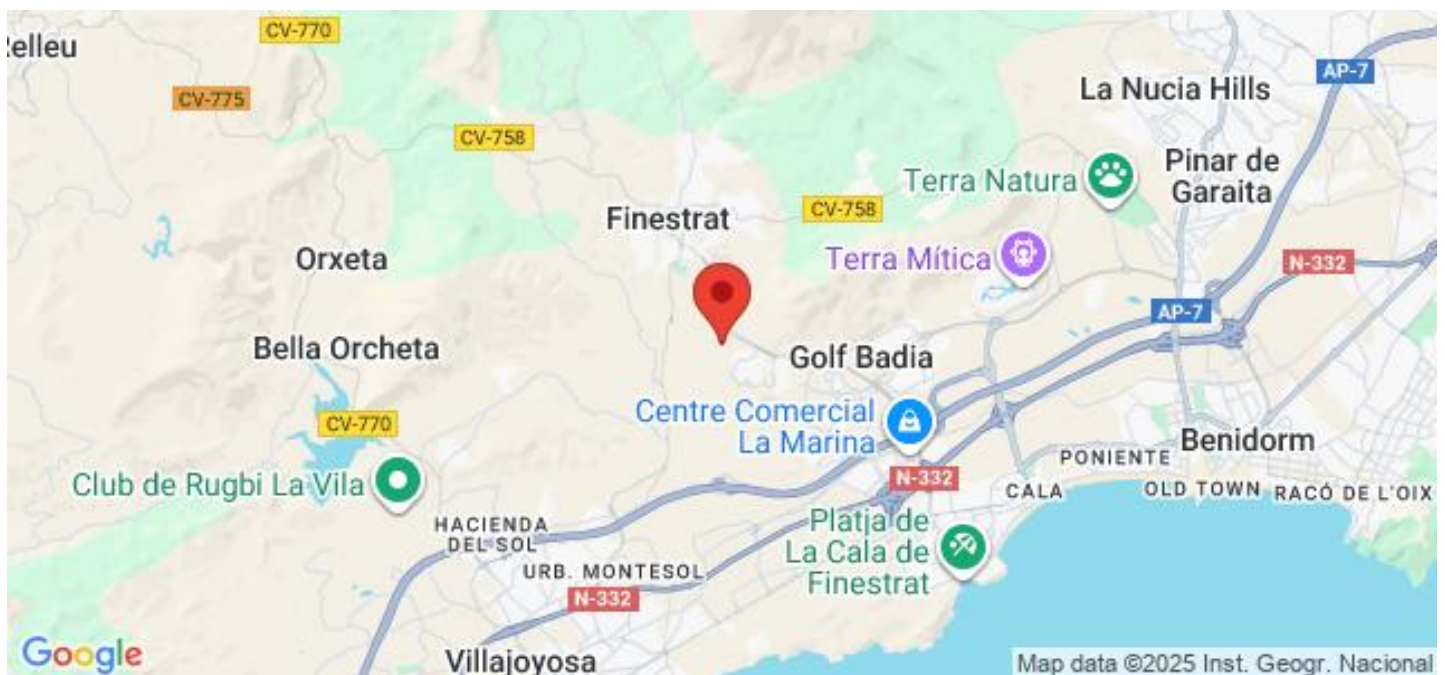 CV-770
Relleu
CV-775
CV-758
AP-7
La Nucia Hills
Pinar de
Garaita
Terra Natura
CV-758
Finestrat
Orxeta
Terra Mítica
N-332
AP-7
Bella Orcheta
Golf Badia
Centre Comercial
La Marina
CV-770
Benidorm
PONIENTE
Club de Rugbi La Vila
N-332
CALA
OLD TOWN
RACÓ DE L'OIX
HACIENDA
DEL SOL
Platja de
La Cala de
Finestrat
URB. MONTESOL
N-332
Villajoyosa
Google
Map data ©2025 Inst. Geogr. Nacional